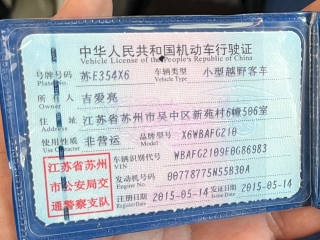 中华人民共和国机动车行驶证
Vehicle License of the People's Republic of China
号牌号码 苏E354X6 车辆类型 小型越野客车
Plate No. Vehicle Type
所有人 吉爱亮
Owner
住址 江苏省苏州市吴中区新苑村6幢506室
Address
使用性质 非营运 品牌型号 X6WBAFG210
Use Character Model
江苏省苏州市公安局交通警察支队
车辆识别代号 WBAFG2109E0G86983
VIN
发动机号码 00778775N55B30A
Engine No.
注册日期 2015-05-14 发证日期 2015-05-14
Register Date Issue Date